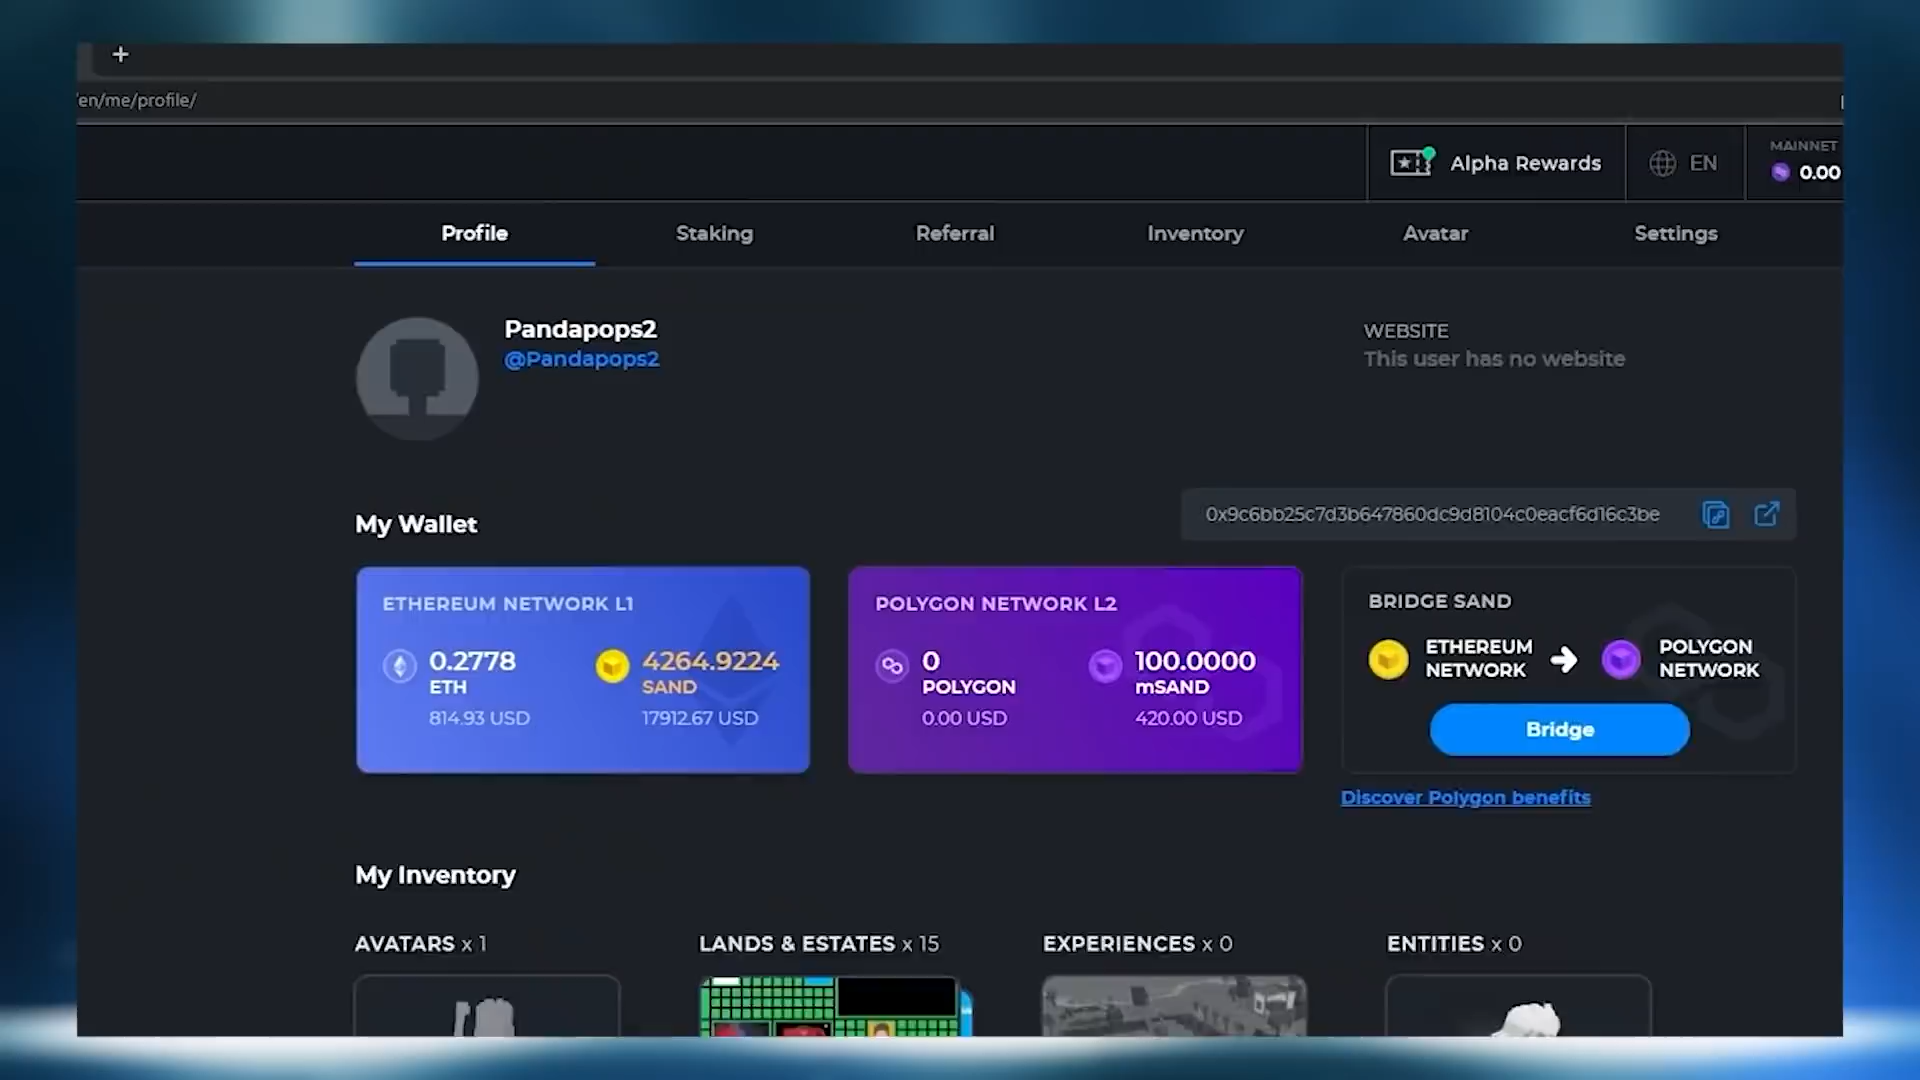 +
/en/me/profile/
Alpha Rewards
EN
MAINNET
0.00
Profile
Staking
Referral
Inventory
Avatar
Settings
Pandapops2
@Pandapops2
WEBSITE
This user has no website
My Wallet
0x9c6bb25c7d3b647860dc9d8104c0eacf6d16c3be
ETHEREUM NETWORK L1
0.2778
ETH
814.93 USD
4264.9224
SAND
17912.67 USD
POLYGON NETWORK L2
0
POLYGON
0.00 USD
100.0000
mSAND
420.00 USD
BRIDGE SAND
ETHEREUM
NETWORK
POLYGON
NETWORK
Bridge
Discover Polygon benefits
My Inventory
AVATARS x 1
LANDS & ESTATES x 15
EXPERIENCES x 0
ENTITIES x 0